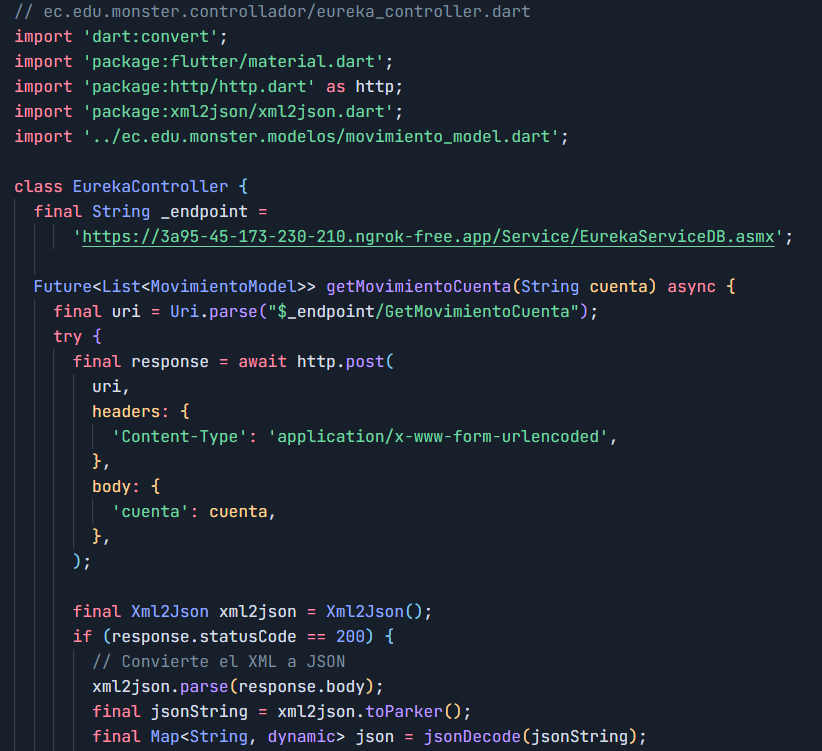 // ec.edu.monster.controllador/eureka_controller.dart
import 'dart:convert';
import 'package:flutter/material.dart';
import 'package:http/http.dart' as http;
import 'package:xml2json/xml2json.dart';
import '../ec.edu.monster.modelos/movimiento_model.dart';
class EurekaController {
final String _endpoint =
'https://3a95-45-173-230-210.ngrok-free.app/Service/EurekaServiceDB.asmx';
Future<List<MovimientoModel>> getMovimientoCuenta(String cuenta) async {
final uri = Uri.parse("$_endpoint/GetMovimientoCuenta");
try {
final response = await http.post(
uri,
headers: {
'Content-Type': 'application/x-www-form-urlencoded',
},
body: {
'cuenta': cuenta,
},
);
final Xml2Json xml2json = Xml2Json();
if (response.statusCode == 200) {
// Convierte el XML a JSON
xml2json.parse(response.body);
final jsonString = xml2json.toParker();
final Map<String, dynamic> json = jsonDecode(jsonString);